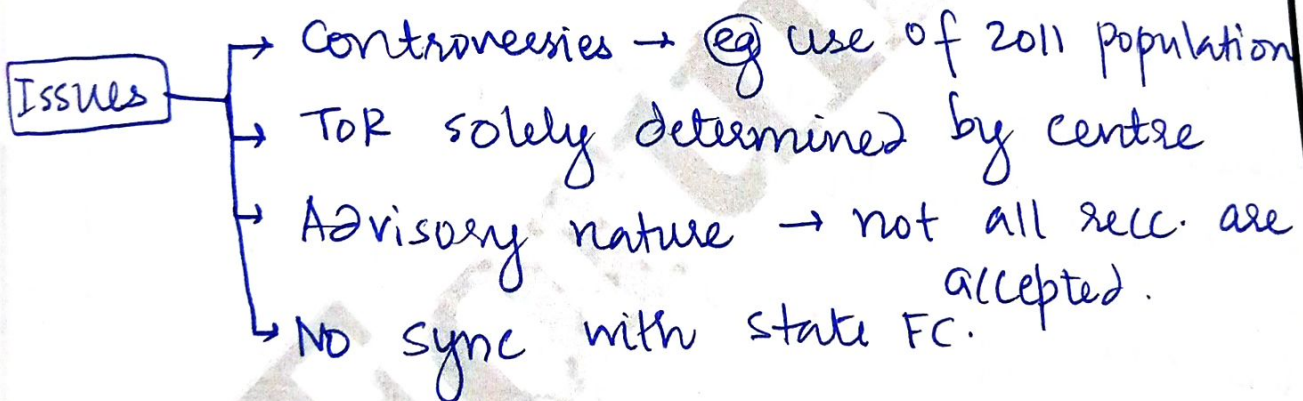 Issues → Controversies → eg use of 2011 population
→ TOR solely determined by centre
→ Advisory nature → not all recc. are
accepted.
→ No sync with state FC.